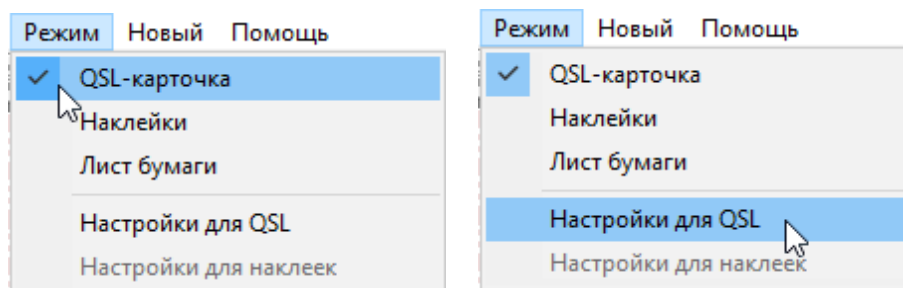 Режим Новый Помощь
QSL-карточка
Наклейки
Лист бумаги
Настройки для QSL
Настройки для наклеек
Режим Новый Помощь
QSL-карточка
Наклейки
Лист бумаги
Настройки для QSL
Настройки для наклеек